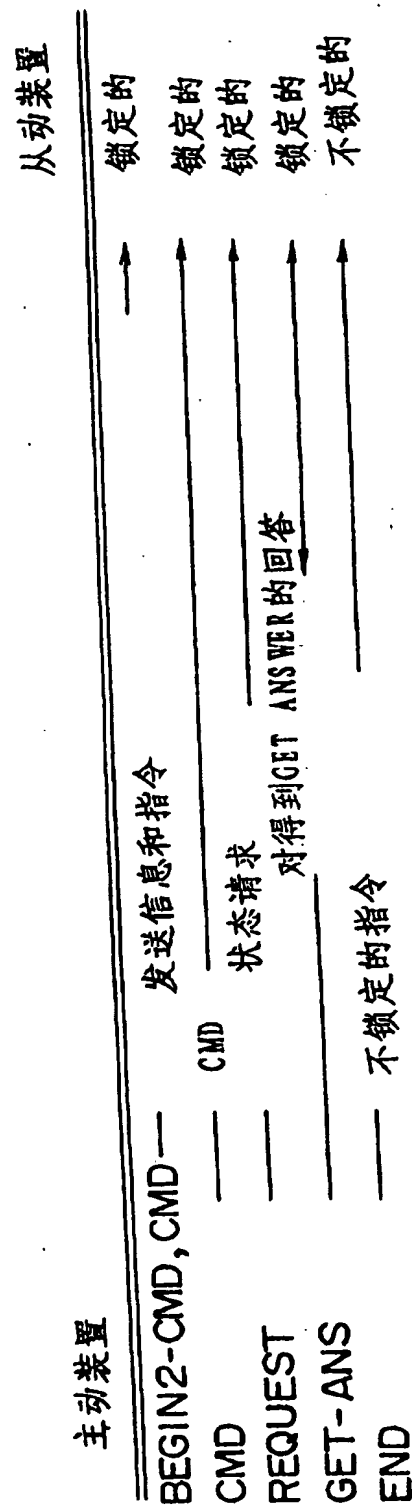 主动装置 从动装置
BEGIN2-CMD, CMD 发送信息和指令 锁定的
CMD CMD 锁定的
REQUEST 状态请求 锁定的
GET-ANS 对得到GET ANSWER的回答 锁定的
END 不锁定的指令 不锁定的